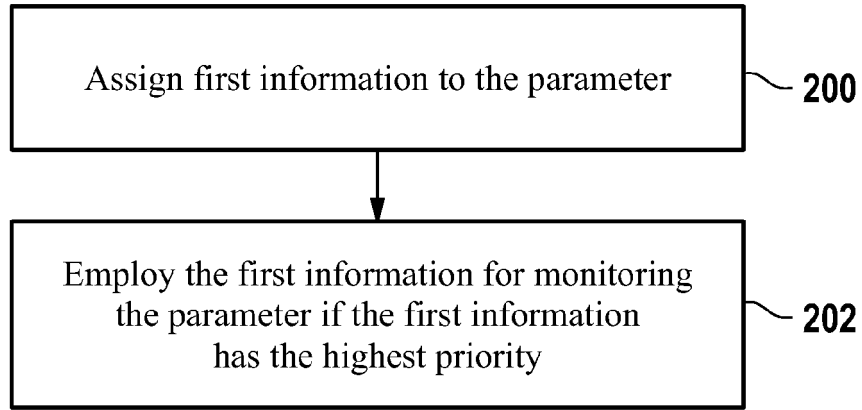 Assign first information to the parameter
200
Employ the first information for monitoring
the parameter if the first information
has the highest priority
202